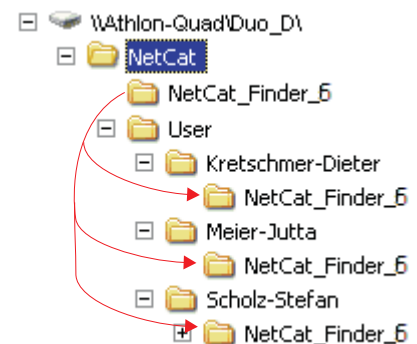 \\Athlon-Quad\Duo_D\
NetCat
NetCat_Finder_6
User
Kretschmer-Dieter
NetCat_Finder_6
Meier-Jutta
NetCat_Finder_6
Scholz-Stefan
NetCat_Finder_6